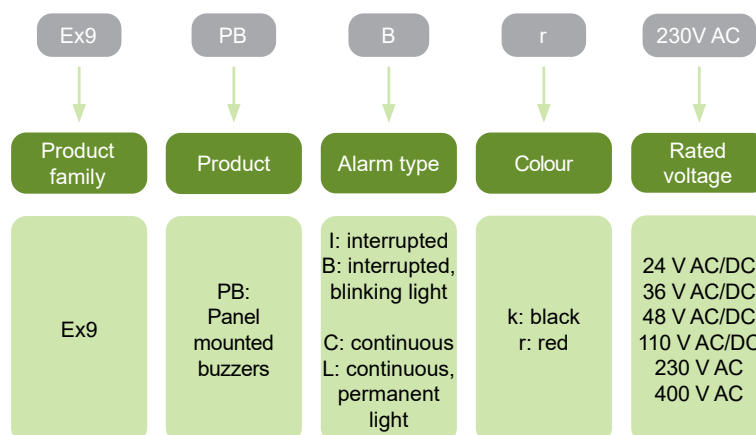 Ex9 PB B r 230V AC
Product family
Product
Alarm type
Colour
Rated voltage
Ex9
PB:
Panel
mounted
buzzers
I: interrupted
B: interrupted,
blinking light
C: continuous
L: continuous,
permanent
light
k: black
r: red
24 V AC/DC
36 V AC/DC
48 V AC/DC
110 V AC/DC
230 V AC
400 V AC